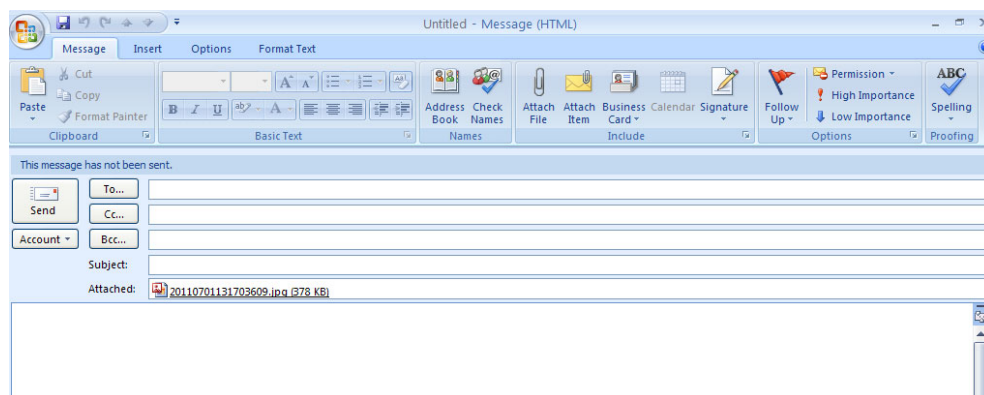 Untitled - Message (HTML)
Message Insert Options Format Text
Paste
Cut
Copy
Format Painter
Clipboard
B I U
Basic Text
Address Book
Check Names
Names
Attach File
Attach Item
Business Card
Calendar
Signature
Include
Follow Up
Permission
High Importance
Low Importance
Options
ABC
Spelling
Proofing
This message has not been sent.
Send
To...
Cc...
Account
Bcc...
Subject:
Attached: 20110701131703609.jpg (378 KB)